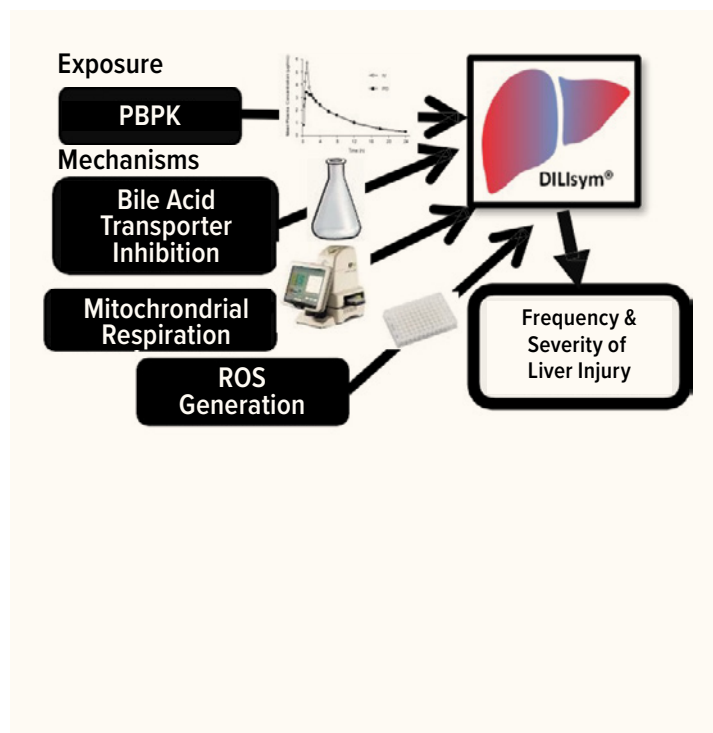 Exposure
PBPK
Mechanisms
Bile Acid
Transporter
Inhibition
Mitochrondrial
Respiration
ROS
Generation
DILIsym®
Frequency &
Severity of
Liver Injury